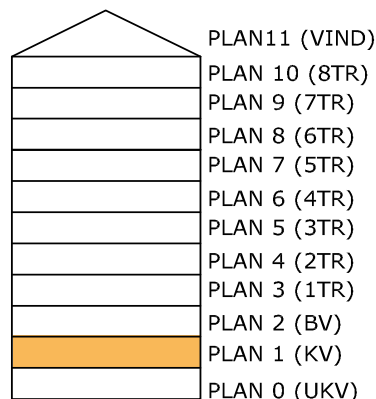 PLAN11 (VIND)
PLAN 10 (8TR)
PLAN 9 (7TR)
PLAN 8 (6TR)
PLAN 7 (5TR)
PLAN 6 (4TR)
PLAN 5 (3TR)
PLAN 4 (2TR)
PLAN 3 (1TR)
PLAN 2 (BV)
PLAN 1 (KV)
PLAN 0 (UKV)